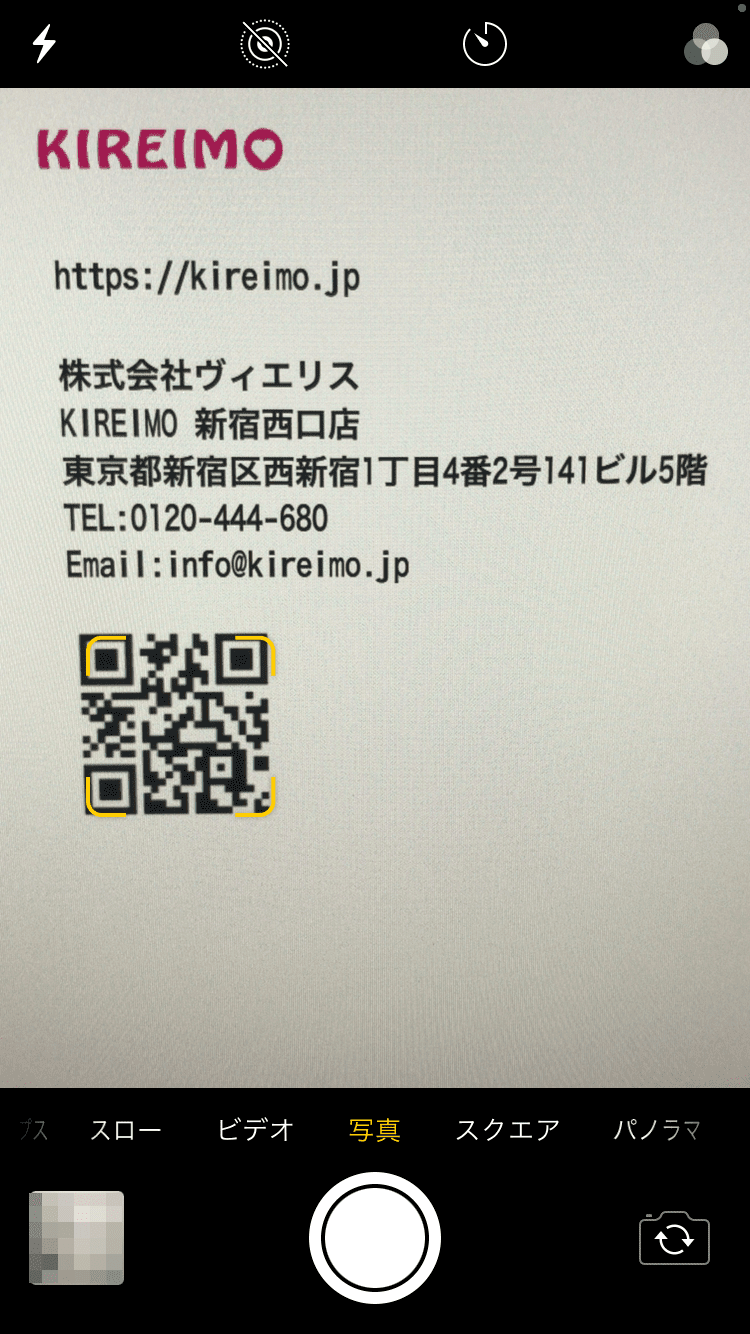 KIREIMO
https://kireimo.jp
株式会社ヴィエリス
KIREIMO 新宿西口店
東京都新宿区西新宿1丁目4番2号141ビル5階
TEL:0120-444-680
Email:info@kireimo.jp
プス スロー ビデオ 写真 スクエア パノラマ